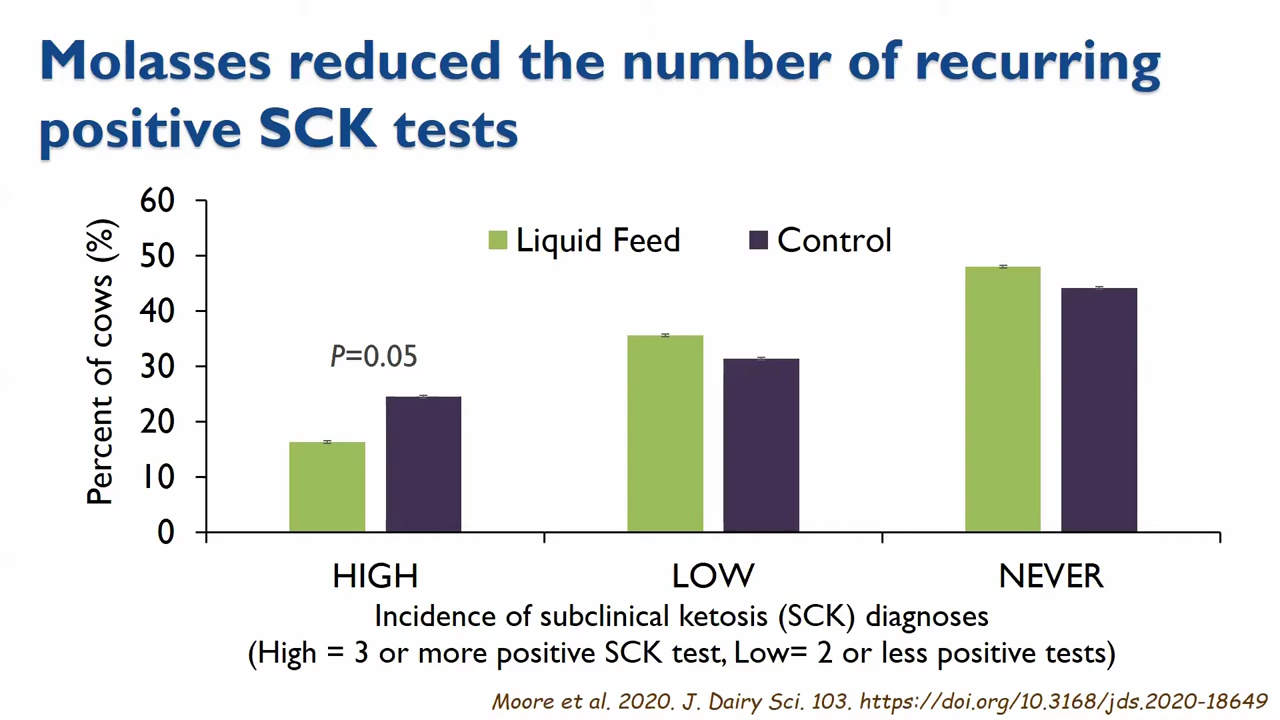 Molasses reduced the number of recurring
positive SCK tests
Percent of cows (%)
60
50
40
30
20
10
0
Liquid Feed
Control
P=0.05
HIGH
LOW
NEVER
Incidence of subclinical ketosis (SCK) diagnoses
(High = 3 or more positive SCK test, Low= 2 or less positive tests)
Moore et al. 2020. J. Dairy Sci. 103. https://doi.org/10.3168/jds.2020-18649